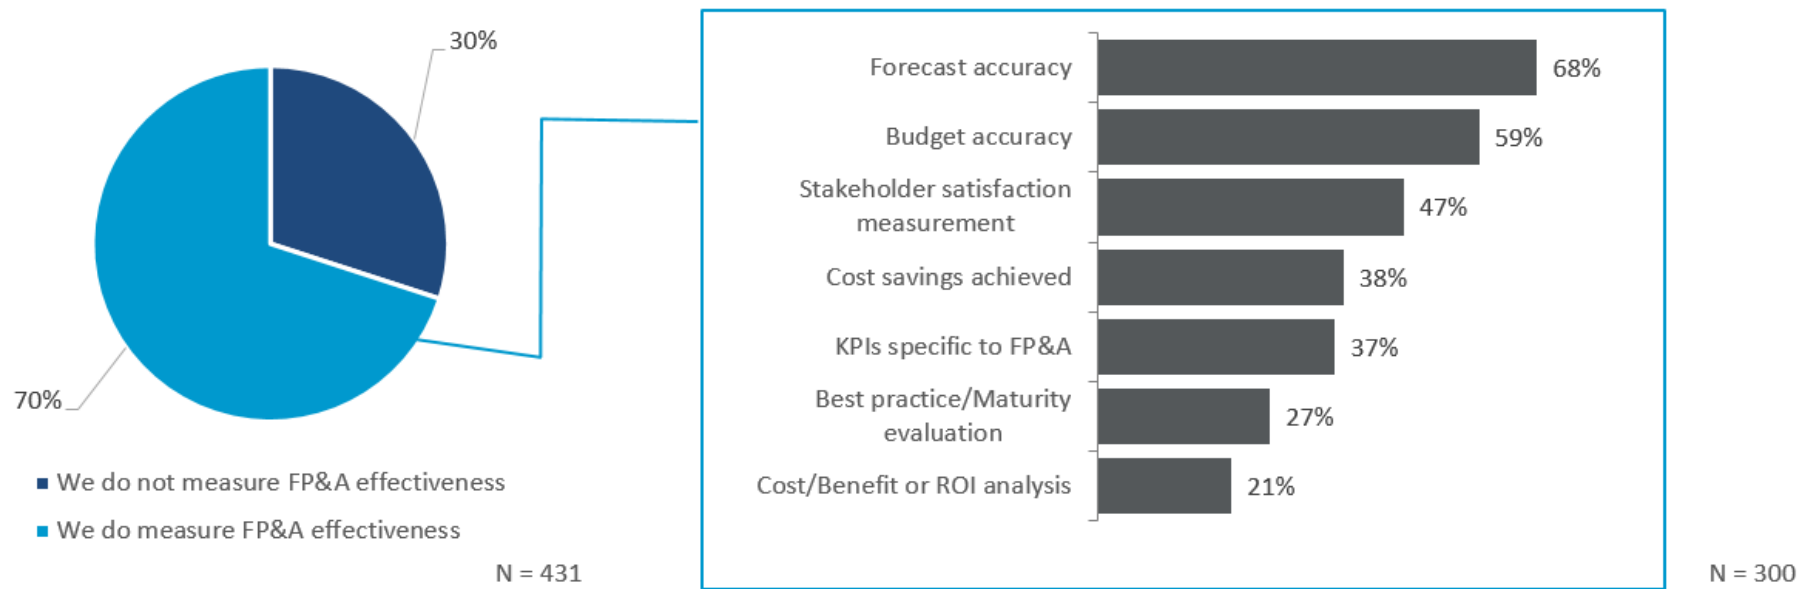 30%
70%
We do not measure FP&A effectiveness
We do measure FP&A effectiveness
N = 431
Forecast accuracy
68%
Budget accuracy
59%
Stakeholder satisfaction
measurement
47%
Cost savings achieved
38%
KPIs specific to FP&A
37%
Best practice/Maturity
evaluation
27%
Cost/Benefit or ROI analysis
21%
N = 300